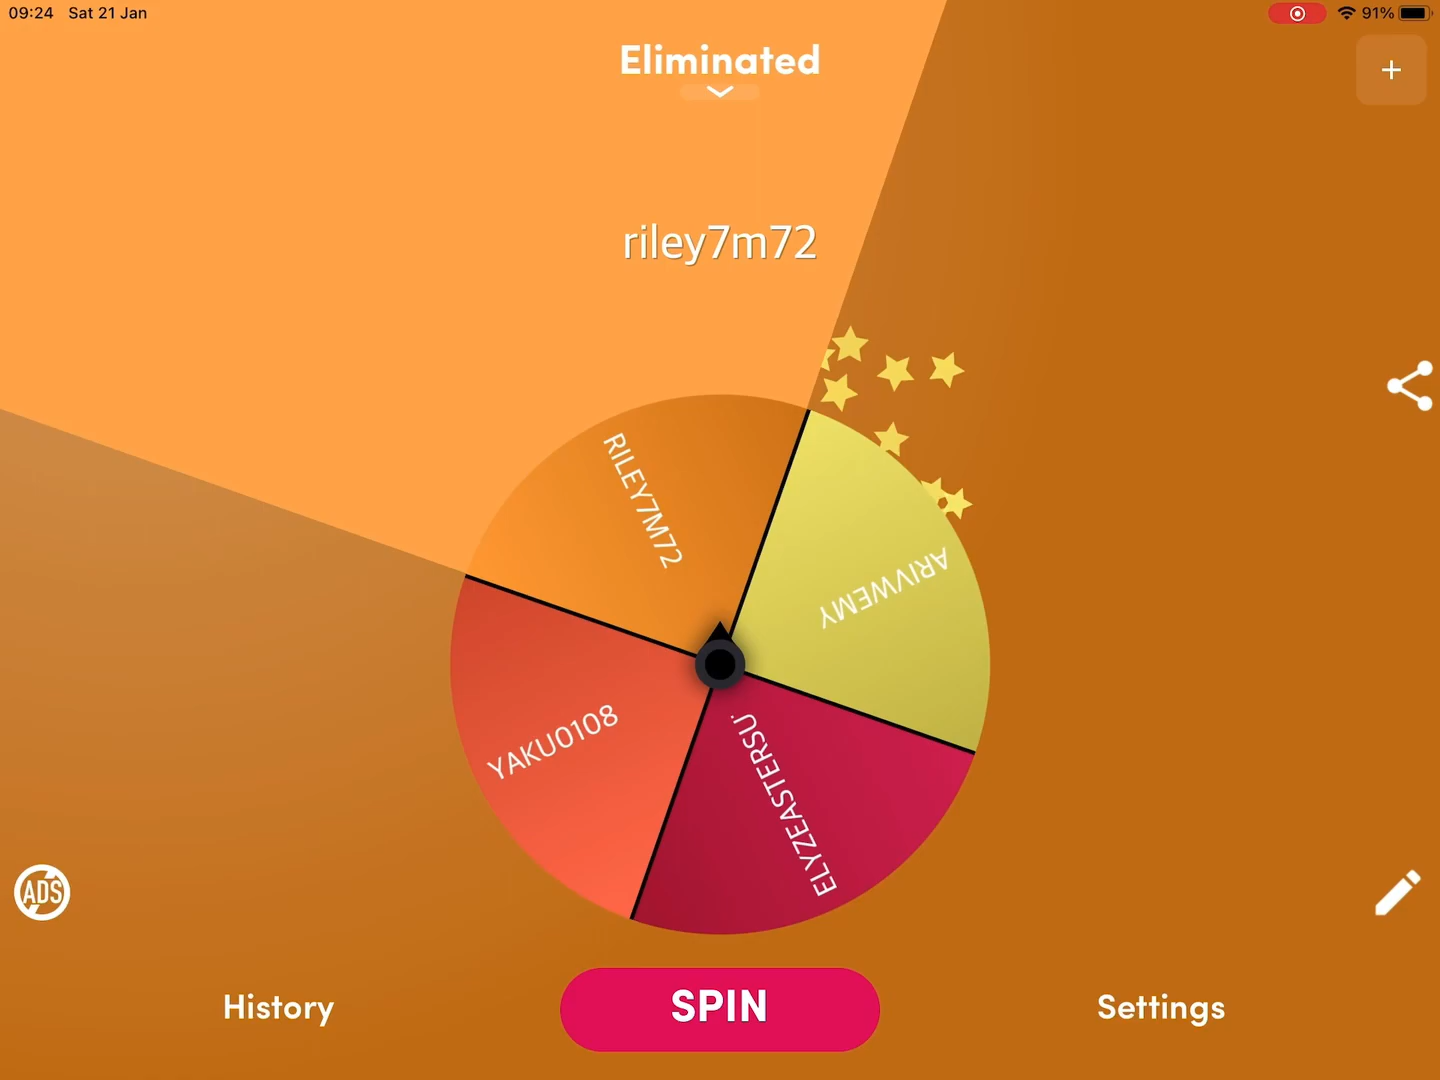 09:24 Sat 21 Jan
91%
Eliminated
riley7m72
RILEY7M72
ARIVWEMY
YAKU0108
ELYZEASTERSU
ADS
History
SPIN
Settings